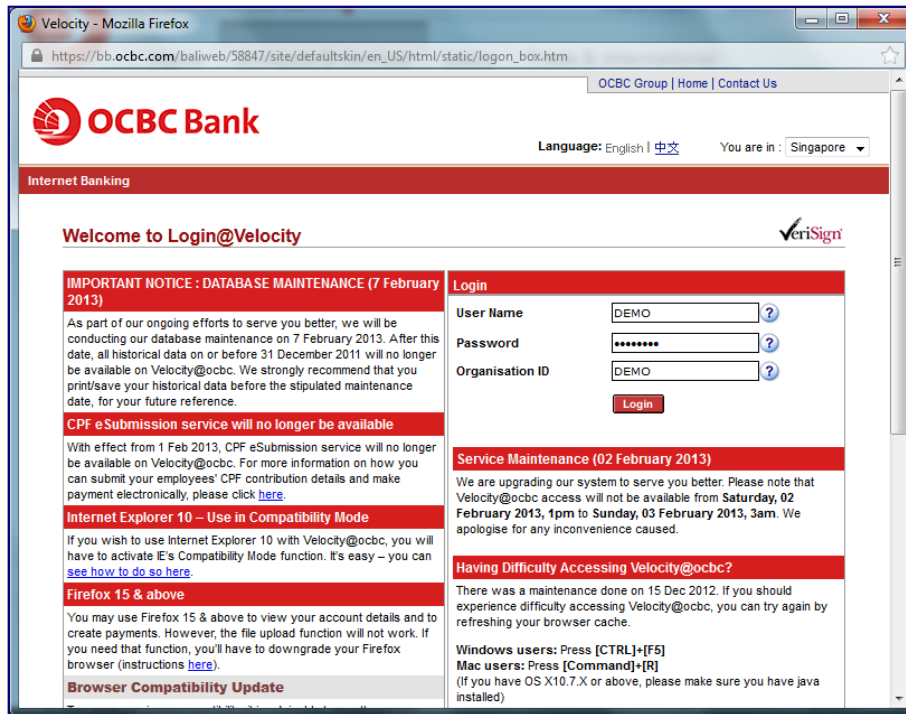 Velocity - Mozilla Firefox
https://bb.ocbc.com/baliweb/58847/site/defaultskin/en_US/html/static/logon_box.htm
OCBC Group | Home | Contact Us
OCBC Bank
Language: English | 中文 You are in : Singapore
Internet Banking
Welcome to Login@Velocity
VeriSign
IMPORTANT NOTICE : DATABASE MAINTENANCE (7 February
2013)
As part of our ongoing efforts to serve you better, we will be
conducting our database maintenance on 7 February 2013. After this
date, all historical data on or before 31 December 2011 will no longer
be available on Velocity@ocbc. We strongly recommend that you
print/save your historical data before the stipulated maintenance
date, for your future reference.
CPF eSubmission service will no longer be available
With effect from 1 Feb 2013, CPF eSubmission service will no longer
be available on Velocity@ocbc. For more information on how you
can submit your employees' CPF contribution details and make
payment electronically, please click here.
Internet Explorer 10 – Use in Compatibility Mode
If you wish to use Internet Explorer 10 with Velocity@ocbc, you will
have to activate IE's Compatibility Mode function. It's easy – you can
see how to do so here.
Firefox 15 & above
You may use Firefox 15 & above to view your account details and to
create payments. However, the file upload function will not work. If
you need that function, you'll have to downgrade your Firefox
browser (instructions here).
Browser Compatibility Update
Login
User Name DEMO ?
Password •••••••• ?
Organisation ID DEMO ?
Login
Service Maintenance (02 February 2013)
We are upgrading our system to serve you better. Please note that
Velocity@ocbc access will not be available from Saturday, 02
February 2013, 1pm to Sunday, 03 February 2013, 3am. We
apologise for any inconvenience caused.
Having Difficulty Accessing Velocity@ocbc?
There was a maintenance done on 15 Dec 2012. If you should
experience difficulty accessing Velocity@ocbc, you can try again by
refreshing your browser cache.
Windows users: Press [CTRL]+[F5]
Mac users: Press [Command]+[R]
(If you have OS X10.7.X or above, please make sure you have java
installed)